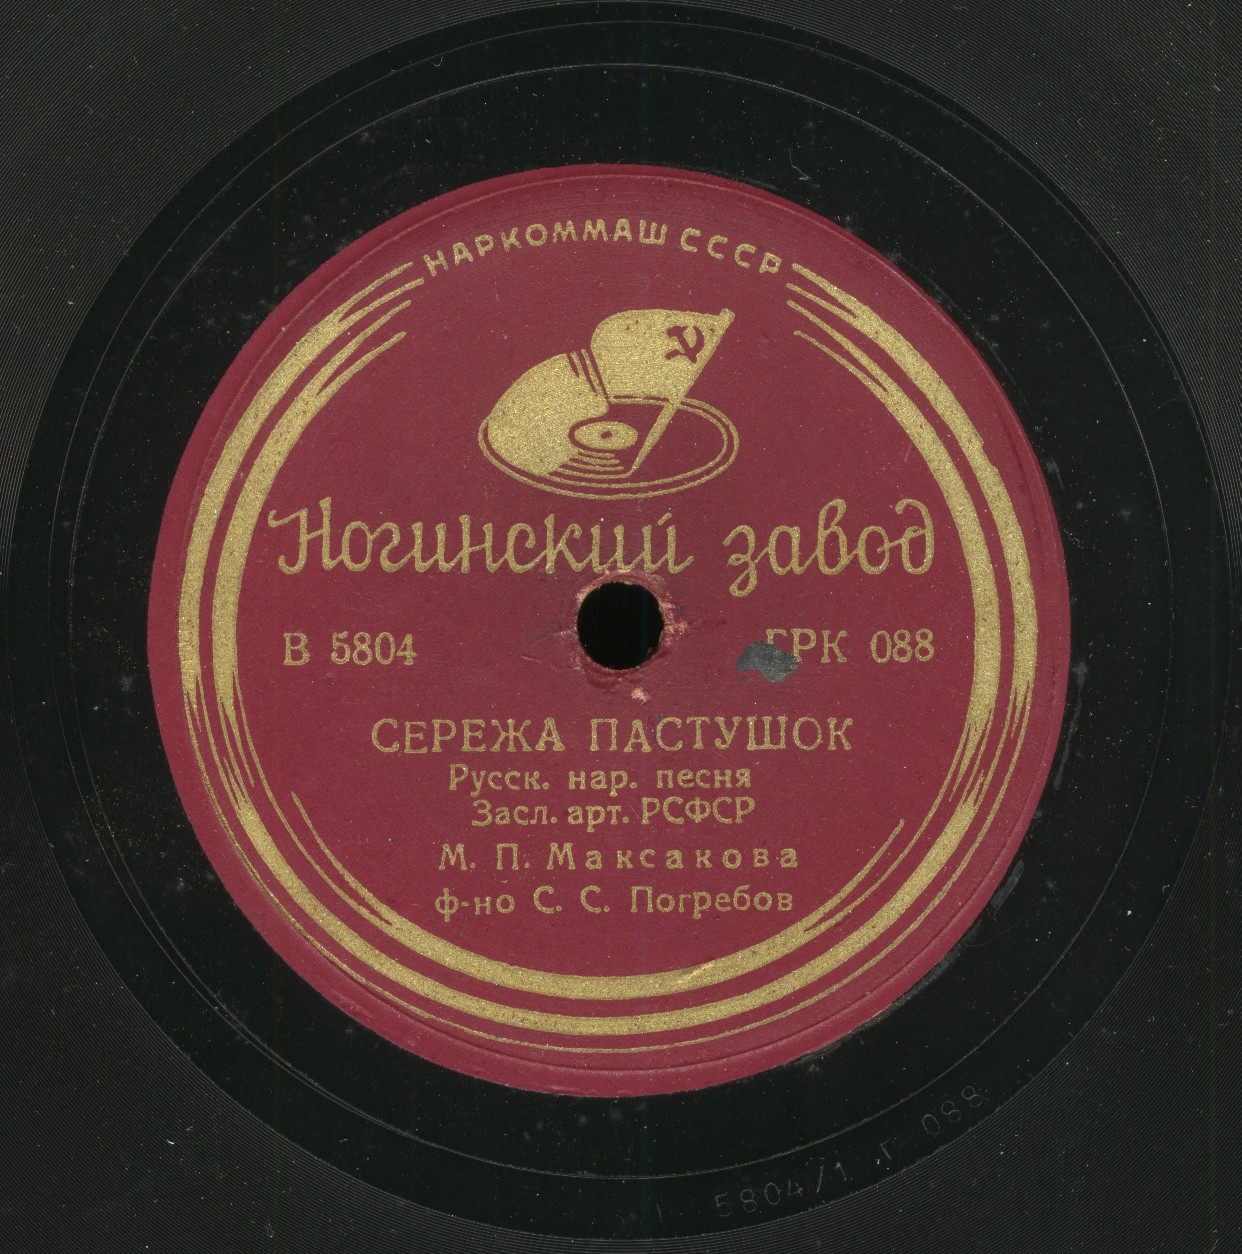 НАРКОММАШ СССР
Ногинский завод
В 5804 ГРК 088
СЕРЕЖА ПАСТУШОК
Русск. нар. песня
Засл. арт. РСФСР
М. П. Максакова
ф-но С. С. Погребов
5804/1 Г 088